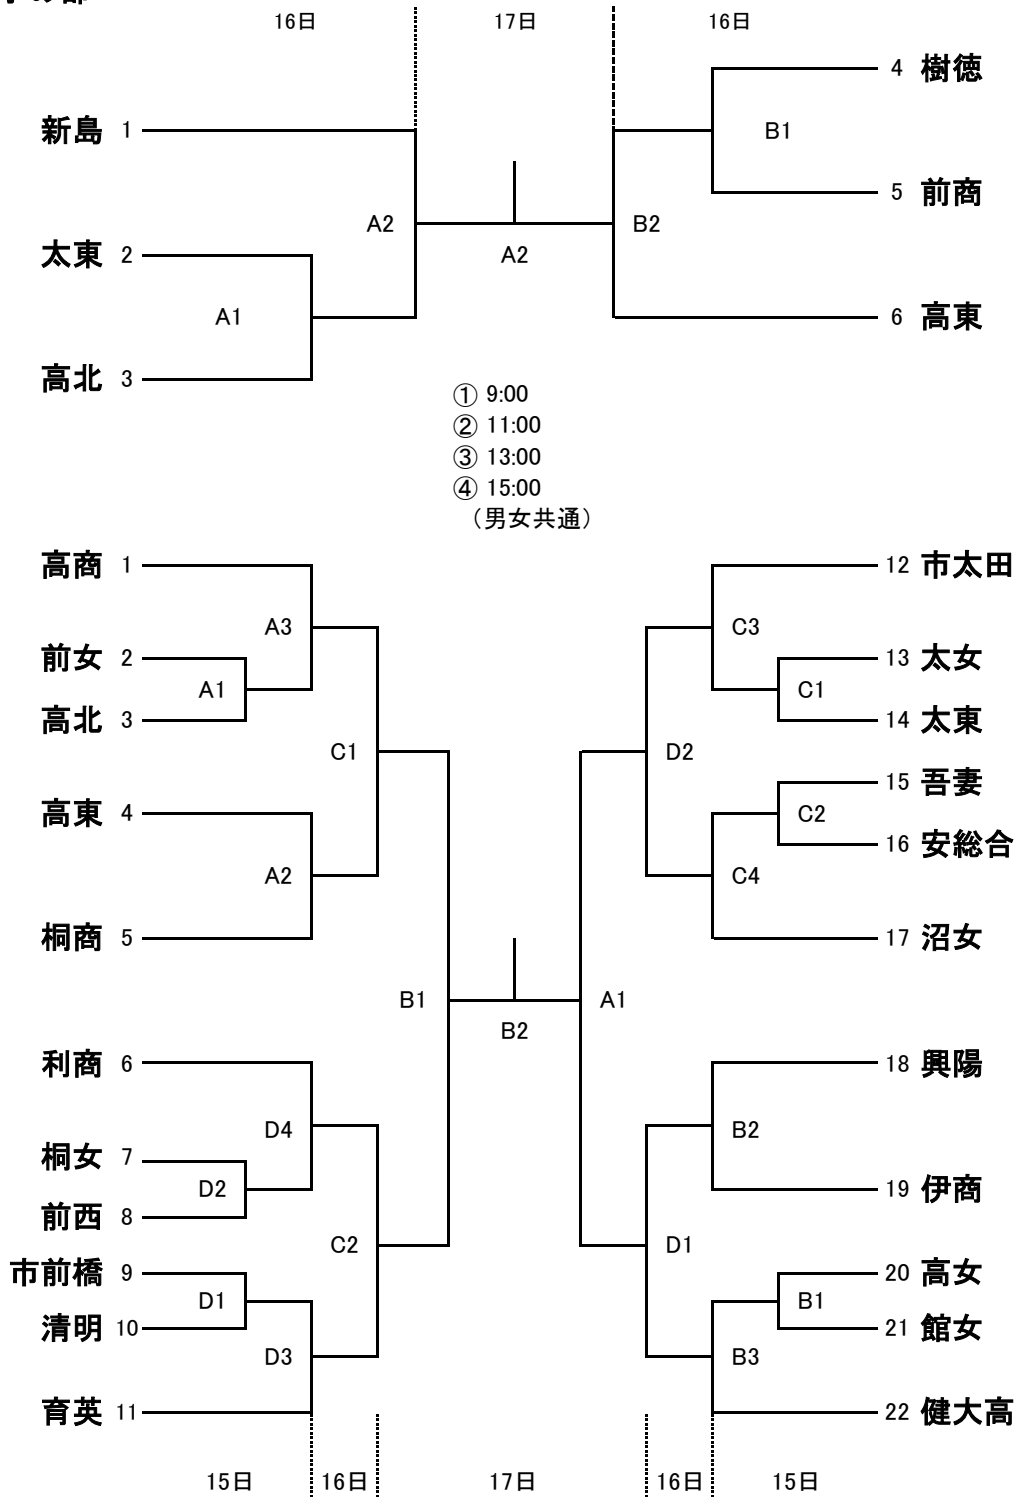 16日 17日 16日
4 樹徳
新島 1
B1
5 前商
A2 B2
太東 2
A2
A1
6 高東
高北 3
① 9:00
② 11:00
③ 13:00
④ 15:00
（男女共通）
高商 1
12 市太田
A3 C3
前女 2
13 太女
A1 C1
高北 3
14 太東
C1 D2
15 吾妻
高東 4
C2
16 安総合
A2 C4
桐商 5
17 沼女
B1 A1
B2
利商 6
18 興陽
D4 B2
桐女 7
D2
19 伊商
前西 8
C2 D1
市前橋 9
20 高女
D1 B1
清明 10
21 館女
D3 B3
育英 11
22 健大高
15日 16日 17日 16日 15日